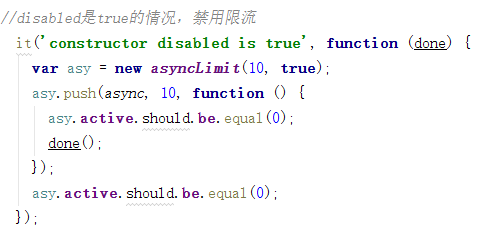 //disabled是true的情况，禁用限流
it('constructor disabled is true', function (done) {
var asy = new asyncLimit(10, true);
asy.push(async, 10, function () {
asy.active.should.be.equal(0);
done();
});
asy.active.should.be.equal(0);
});